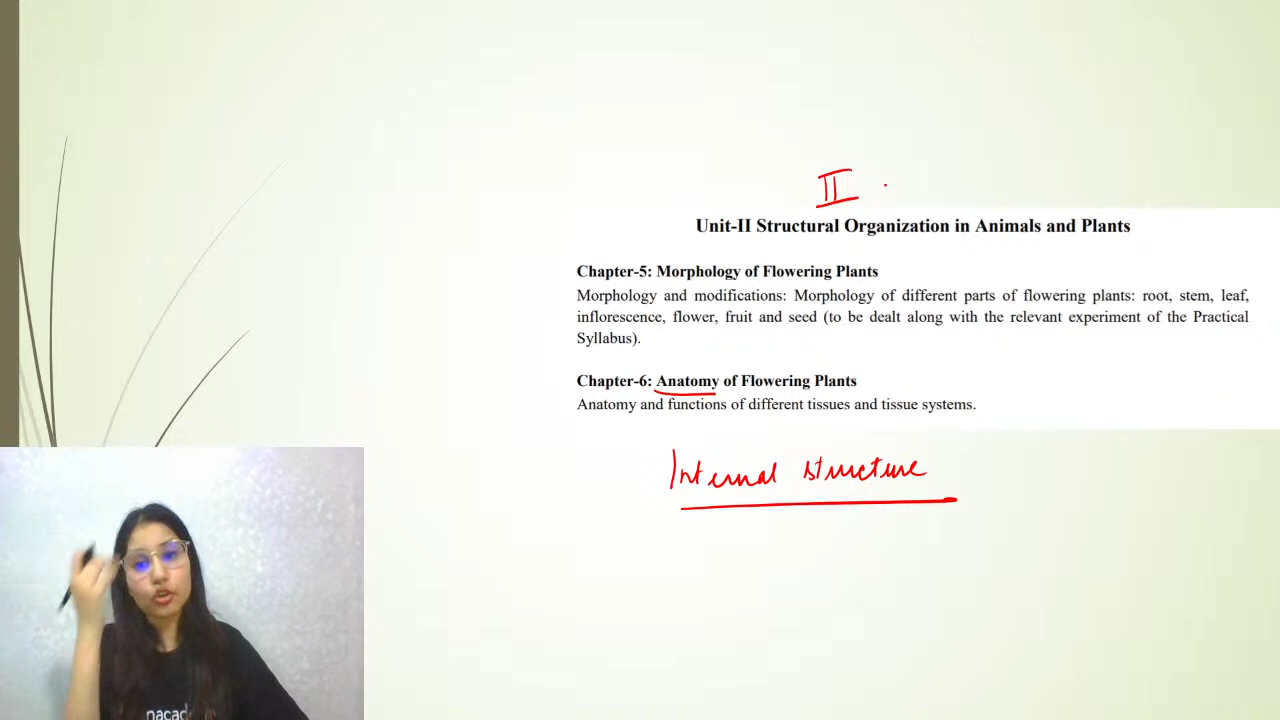 II
Unit-II Structural Organization in Animals and Plants
Chapter-5: Morphology of Flowering Plants
Morphology and modifications: Morphology of different parts of flowering plants: root, stem, leaf,
inflorescence, flower, fruit and seed (to be dealt along with the relevant experiment of the Practical
Syllabus).
Chapter-6: Anatomy of Flowering Plants
Anatomy and functions of different tissues and tissue systems.
Internal structure
nacad